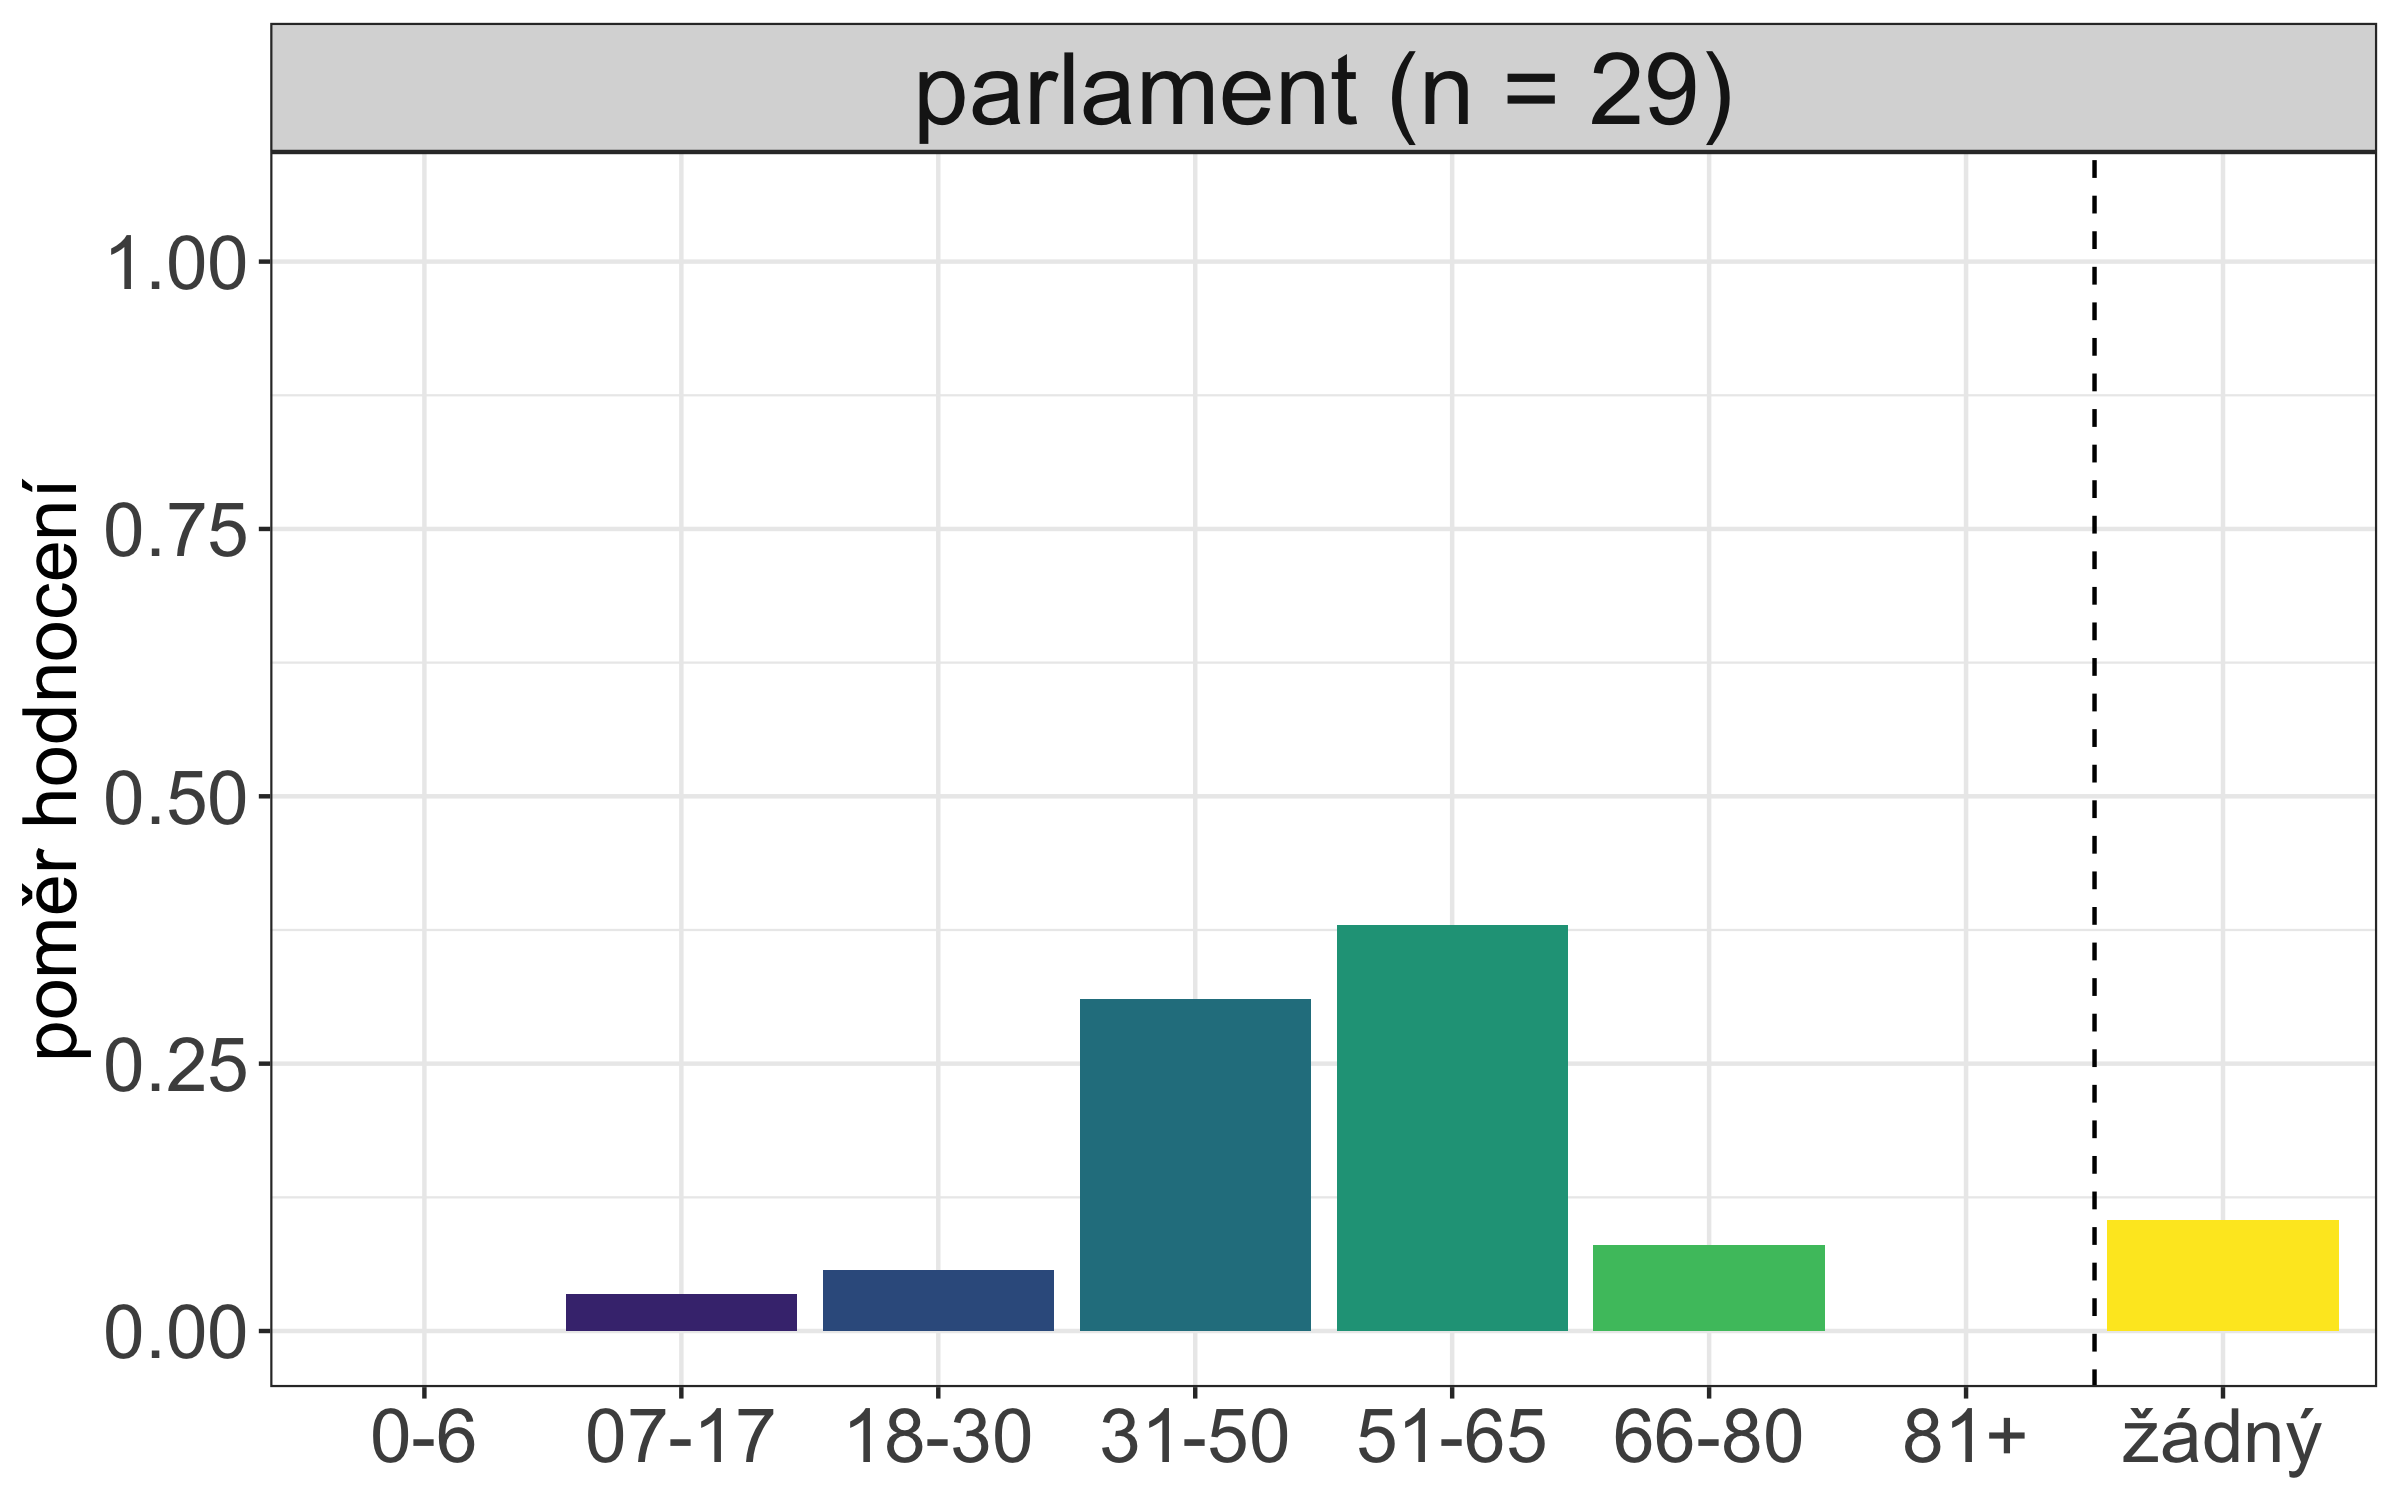 parlament (n = 29)
poměr hodnocení
1.00
0.75
0.50
0.25
0.00
0-6 07-17 18-30 31-50 51-65 66-80 81+ žádný